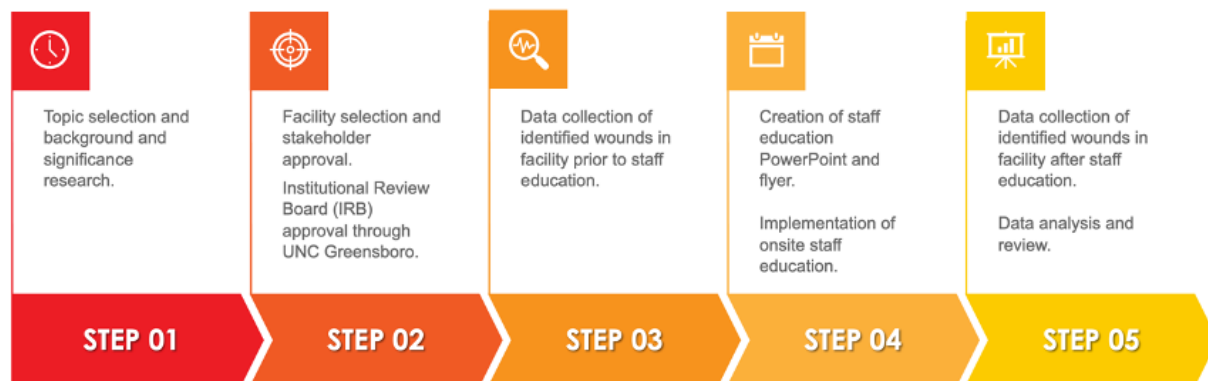 Topic selection and
background and
significance
research.
Facility selection and
stakeholder
approval.
Institutional Review
Board (IRB)
approval through
UNC Greensboro.
Data collection of
identified wounds in
facility prior to staff
education.
Creation of staff
education
PowerPoint and
flyer.
Implementation of
onsite staff
education.
Data collection of
identified wounds in
facility after staff
education.
Data analysis and
review.
STEP 01
STEP 02
STEP 03
STEP 04
STEP 05